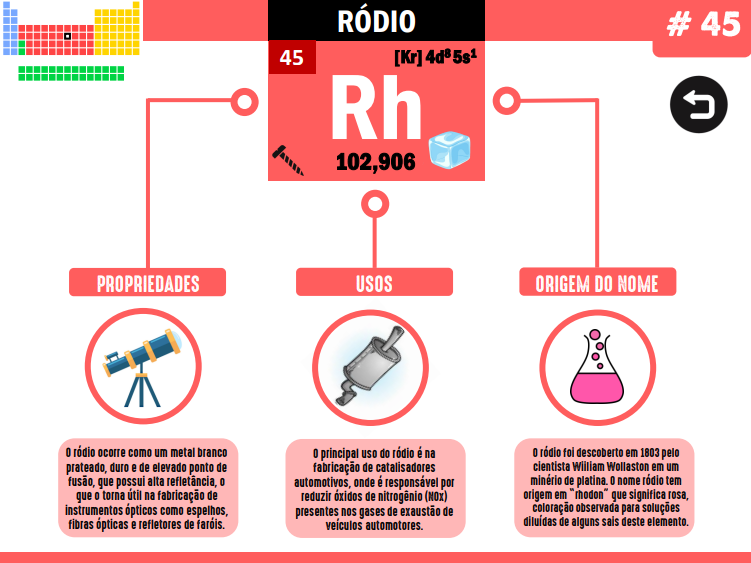 RÓDIO
# 45
45
[Kr] 4d⁸ 5s¹
Rh
102,906
PROPRIEDADES
O ródio ocorre como um metal branco
prateado, duro e de elevado ponto de
fusão, que possui alta refletância, o
que o torna útil na fabricação de
instrumentos ópticos como espelhos,
fibras ópticas e refletores de faróis.
USOS
O principal uso do ródio é na
fabricação de catalisadores
automotivos, onde é responsável por
reduzir óxidos de nitrogênio (NOx)
presentes nos gases de exaustão de
veículos automotores.
ORIGEM DO NOME
O ródio foi descoberto em 1803 pelo
cientista William Wollaston em um
minério de platina. O nome ródio tem
origem em "rhodon" que significa rosa,
coloração observada para soluções
diluídas de alguns sais deste elemento.